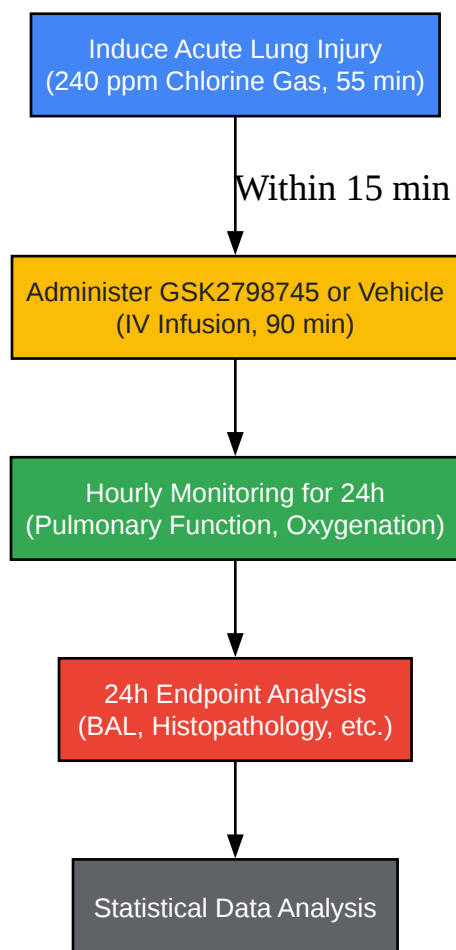 Induce Acute Lung Injury
(240 ppm Chlorine Gas, 55 min)
Within 15 min
Administer GSK2798745 or Vehicle
(IV Infusion, 90 min)
Hourly Monitoring for 24h
(Pulmonary Function, Oxygenation)
24h Endpoint Analysis
(BAL, Histopathology, etc.)
Statistical Data Analysis